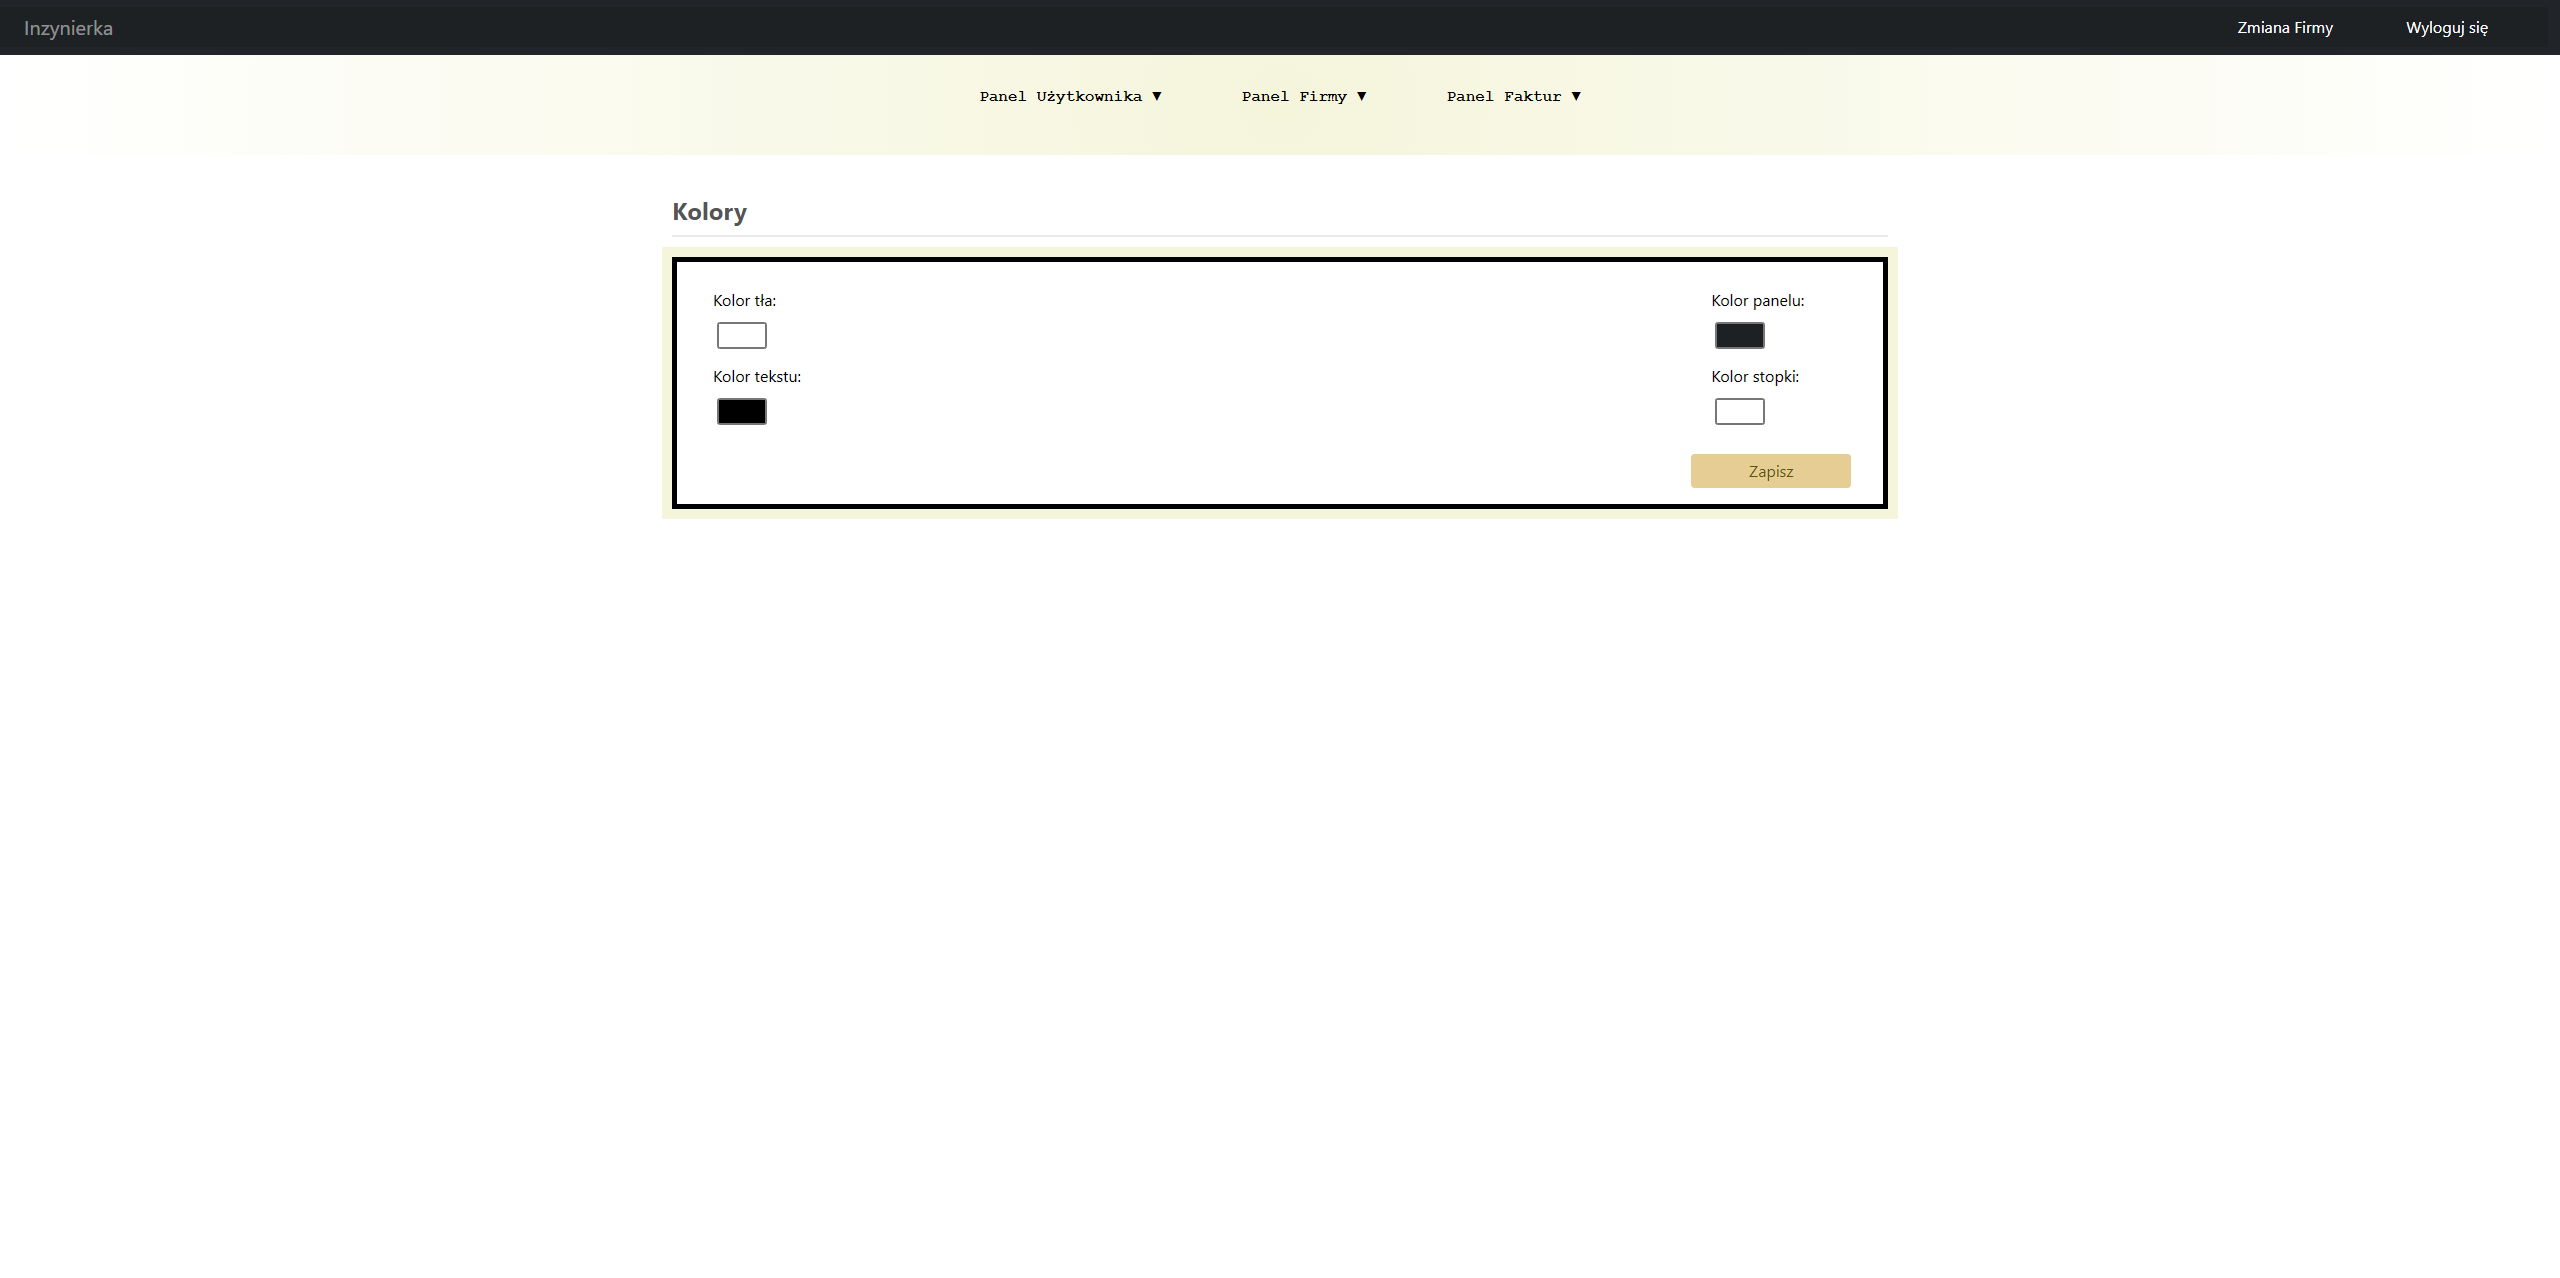 Inzynierka Zmiana Firmy Wyloguj się
Panel Użytkownika ▼ Panel Firmy ▼ Panel Faktur ▼
Kolory
Kolor tła: Kolor panelu:
Kolor tekstu: Kolor stopki:
Zapisz